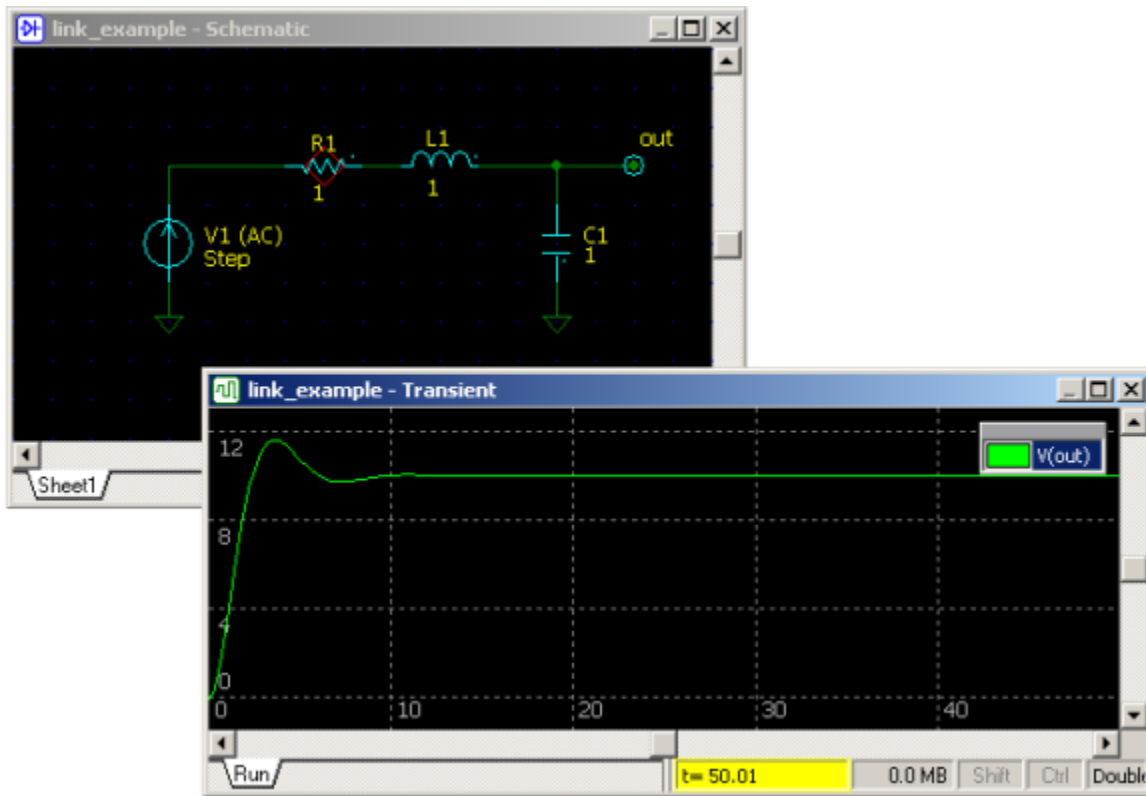 link_example - Schematic
R1
1
L1
1
out
V1 (AC)
Step
C1
1
Sheet1
link_example - Transient
12
8
4
0
0 10 20 30 40
V(out)
Run
t= 50.01 0.0 MB Shift Ctrl Double